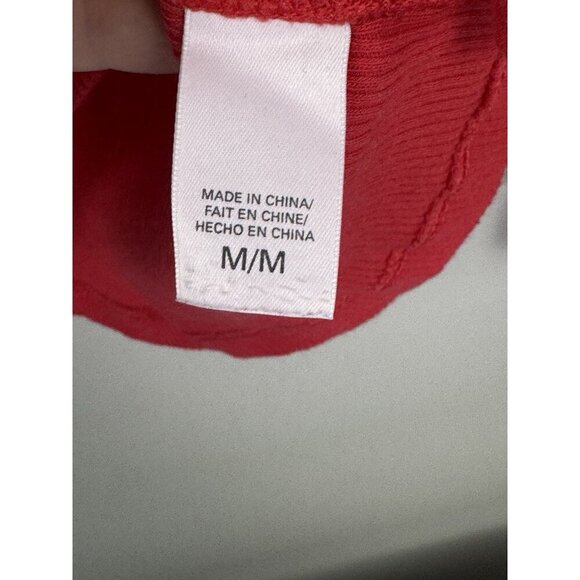 MADE IN CHINA/
FAIT EN CHINE/
HECHO EN CHINA
M/M